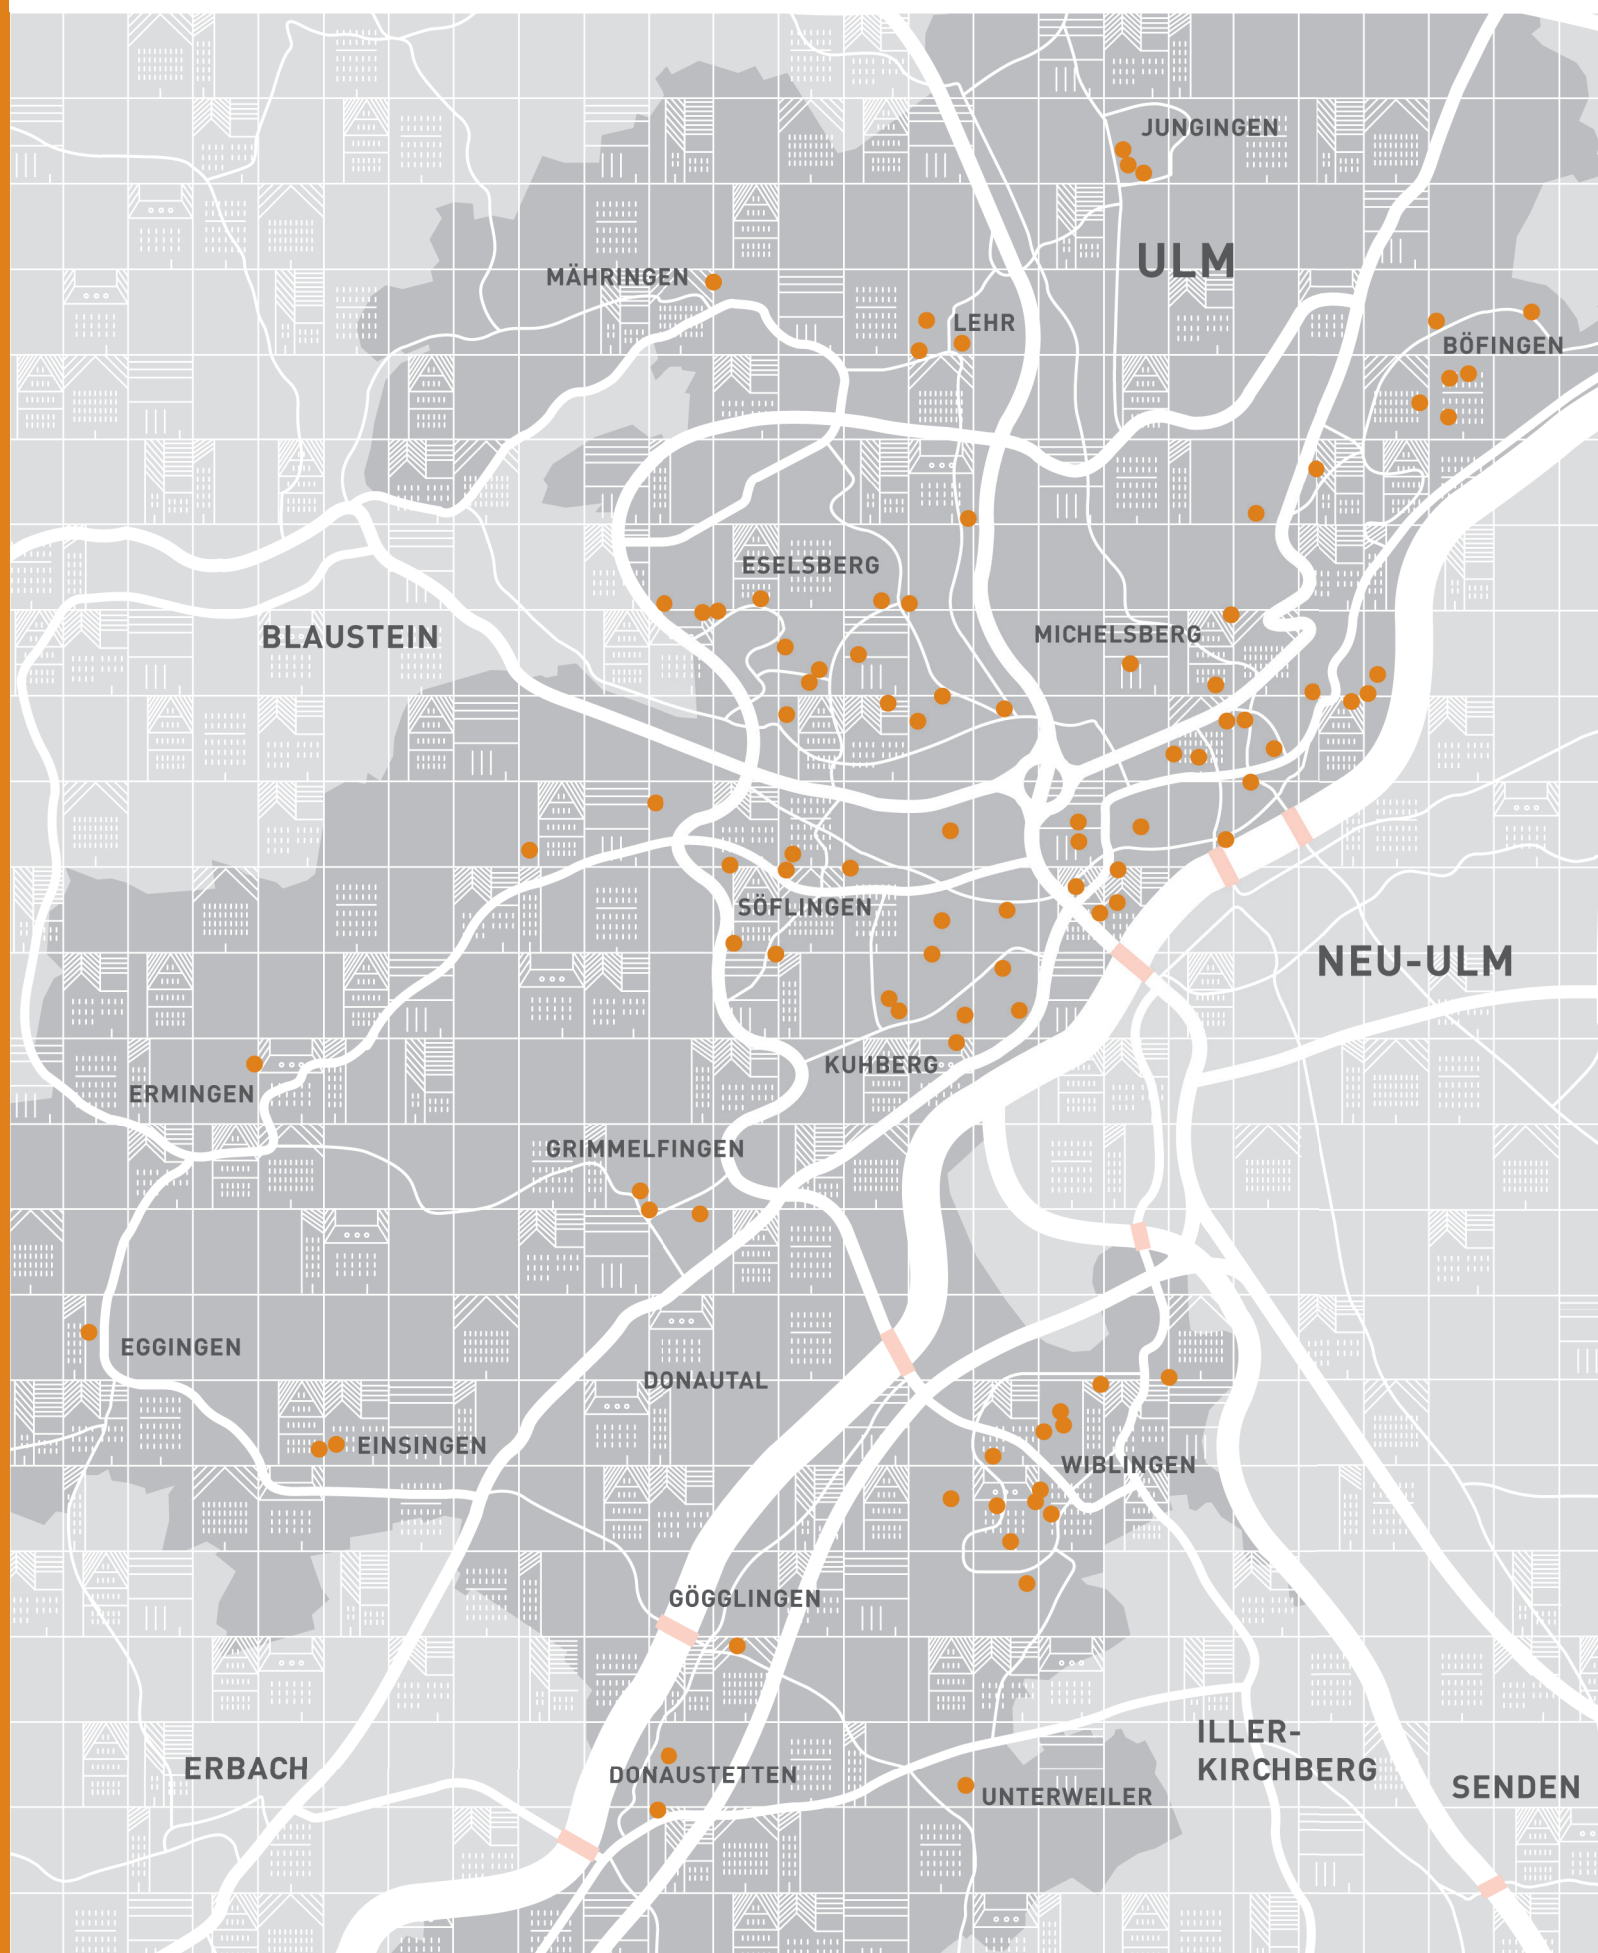 JUNGINGEN
ULM
MÄHRINGEN
LEHR
BÖFINGEN
ESELSBERG
BLAUSTEIN
MICHELSBERG
SÖFLINGEN
NEU-ULM
KUHBERG
ERMINGEN
GRIMMELFINGEN
EGGINGEN
DONAUTAL
EINSINGEN
WIBLINGEN
GÖGGLINGEN
ILLER-
KIRCHBERG
ERBACH
DONAUSTETTEN
SENDEN
UNTERWEILER